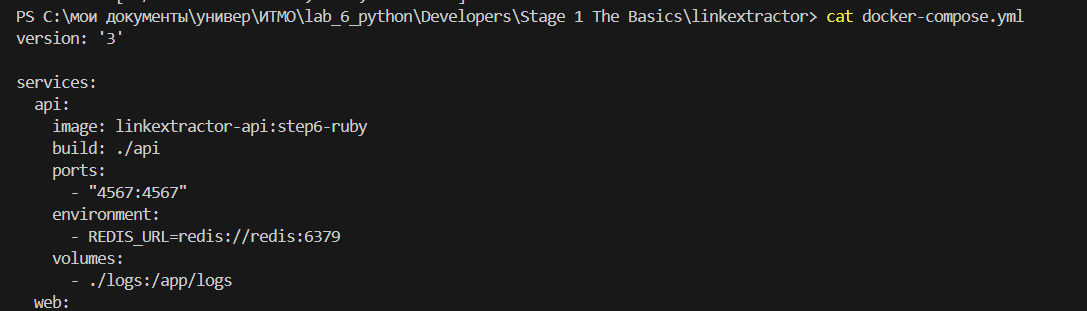 PS C:\мои документы\универ\ИТМО\lab_6_python\Developers\Stage 1 The Basics\linkextractor> cat docker-compose.yml
version: '3'

services:
  api:
    image: linkextractor-api:step6-ruby
    build: ./api
    ports:
      - "4567:4567"
    environment:
      - REDIS_URL=redis://redis:6379
    volumes:
      - ./logs:/app/logs
  web: